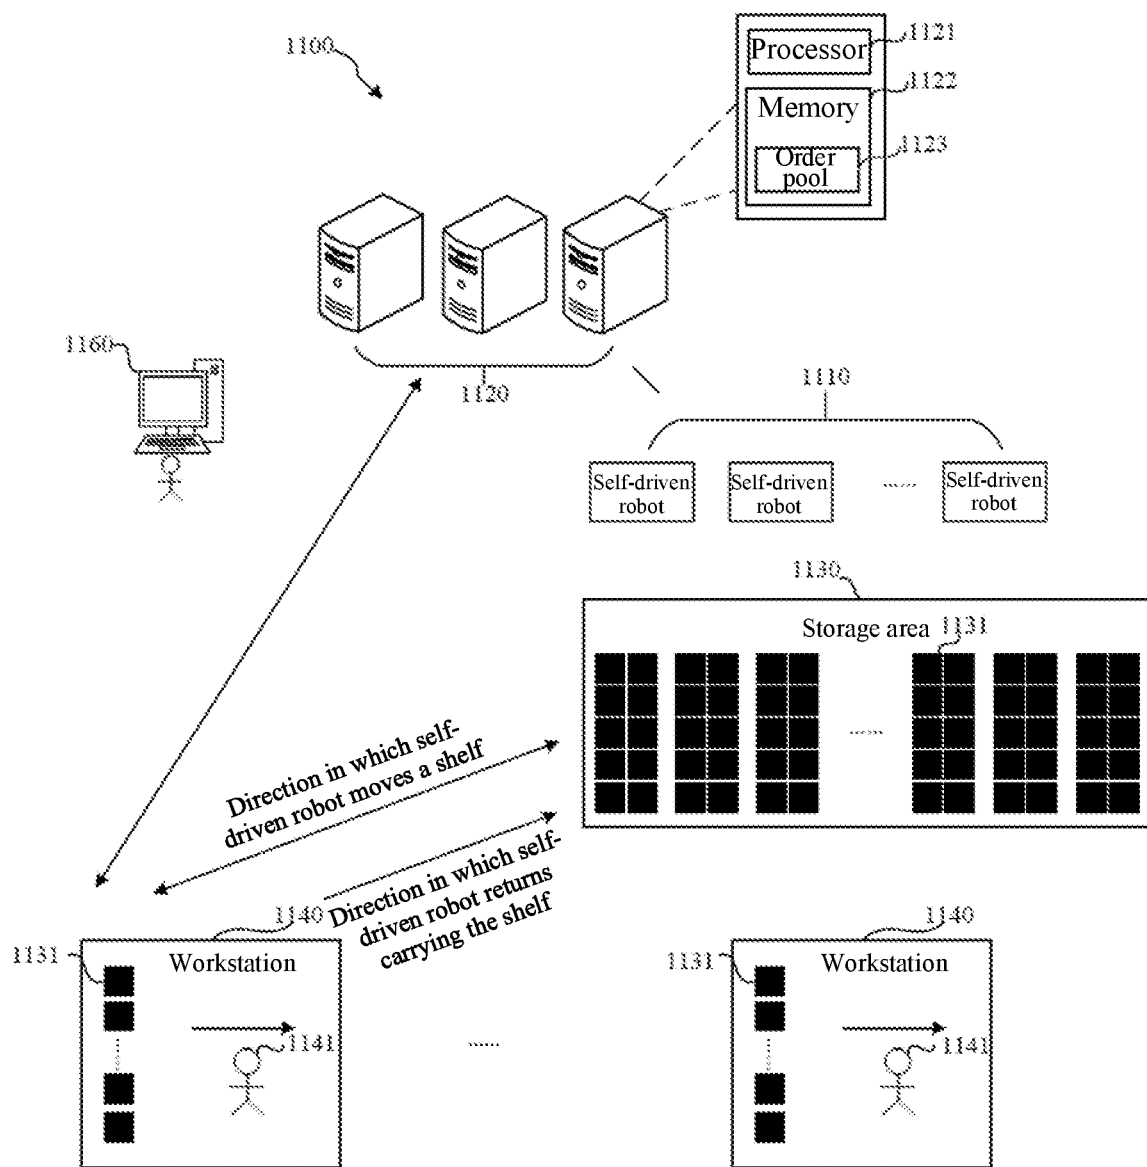 1100
Processor
1121
1122
Memory
Order
pool
1123
1160
1120
1110
Self-driven
robot
Self-driven
robot
......
Self-driven
robot
1130
Storage area
1131
......
Direction in which self-
driven robot moves a shelf
Direction in which self-
driven robot returns
carrying the shelf
1140
1131
Workstation
1141
......
1140
1131
Workstation
1141